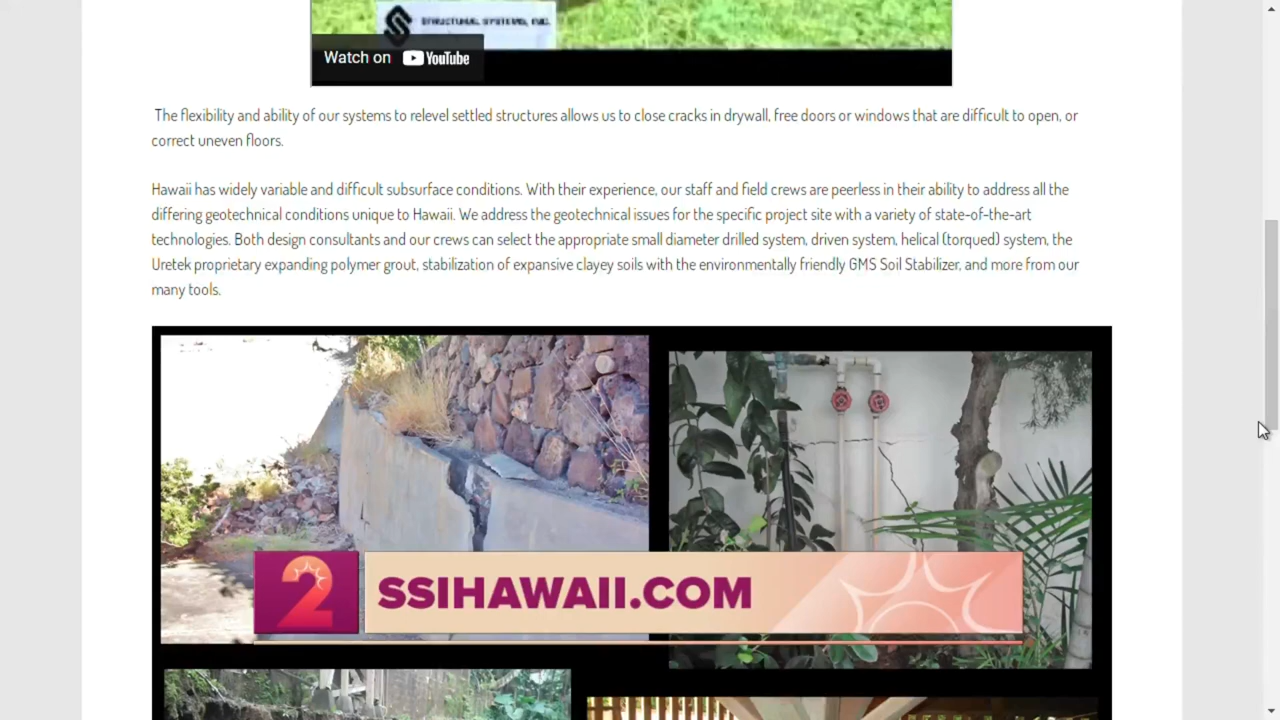 STRUCTURAL SYSTEMS, INC.
Watch on YouTube
The flexibility and ability of our systems to relevel settled structures allows us to close cracks in drywall, free doors or windows that are difficult to open, or
correct uneven floors.
Hawaii has widely variable and difficult subsurface conditions. With their experience, our staff and field crews are peerless in their ability to address all the
differing geotechnical conditions unique to Hawaii. We address the geotechnical issues for the specific project site with a variety of state-of-the-art
technologies. Both design consultants and our crews can select the appropriate small diameter drilled system, driven system, helical (torqued) system, the
Uretek proprietary expanding polymer grout, stabilization of expansive clayey soils with the environmentally friendly GMS Soil Stabilizer, and more from our
many tools.
2 SSIHAWAII.COM